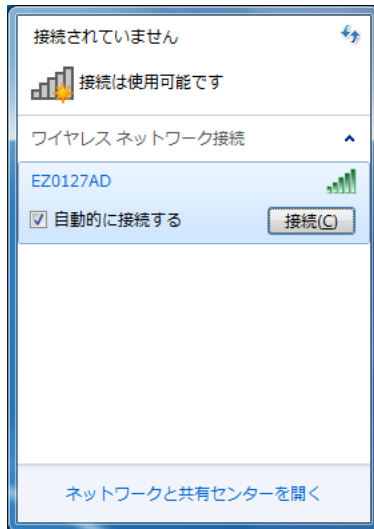 接続されていません
接続は使用可能です
ワイヤレス ネットワーク接続
EZ0127AD
自動的に接続する
接続(C)
ネットワークと共有センターを開く